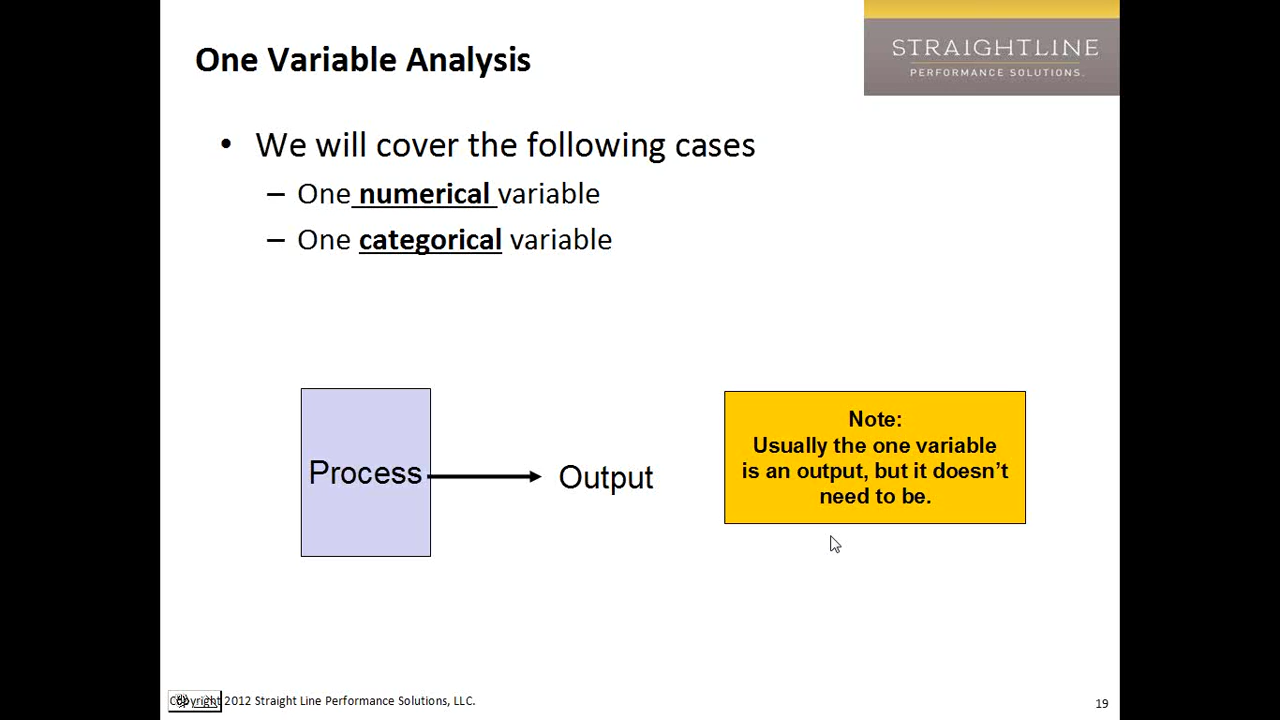 One Variable Analysis
STRAIGHTLINE
PERFORMANCE SOLUTIONS.
• We will cover the following cases
– One numerical variable
– One categorical variable
Process
Output
Note:
Usually the one variable
is an output, but it doesn't
need to be.
Copyright 2012 Straight Line Performance Solutions, LLC.
19